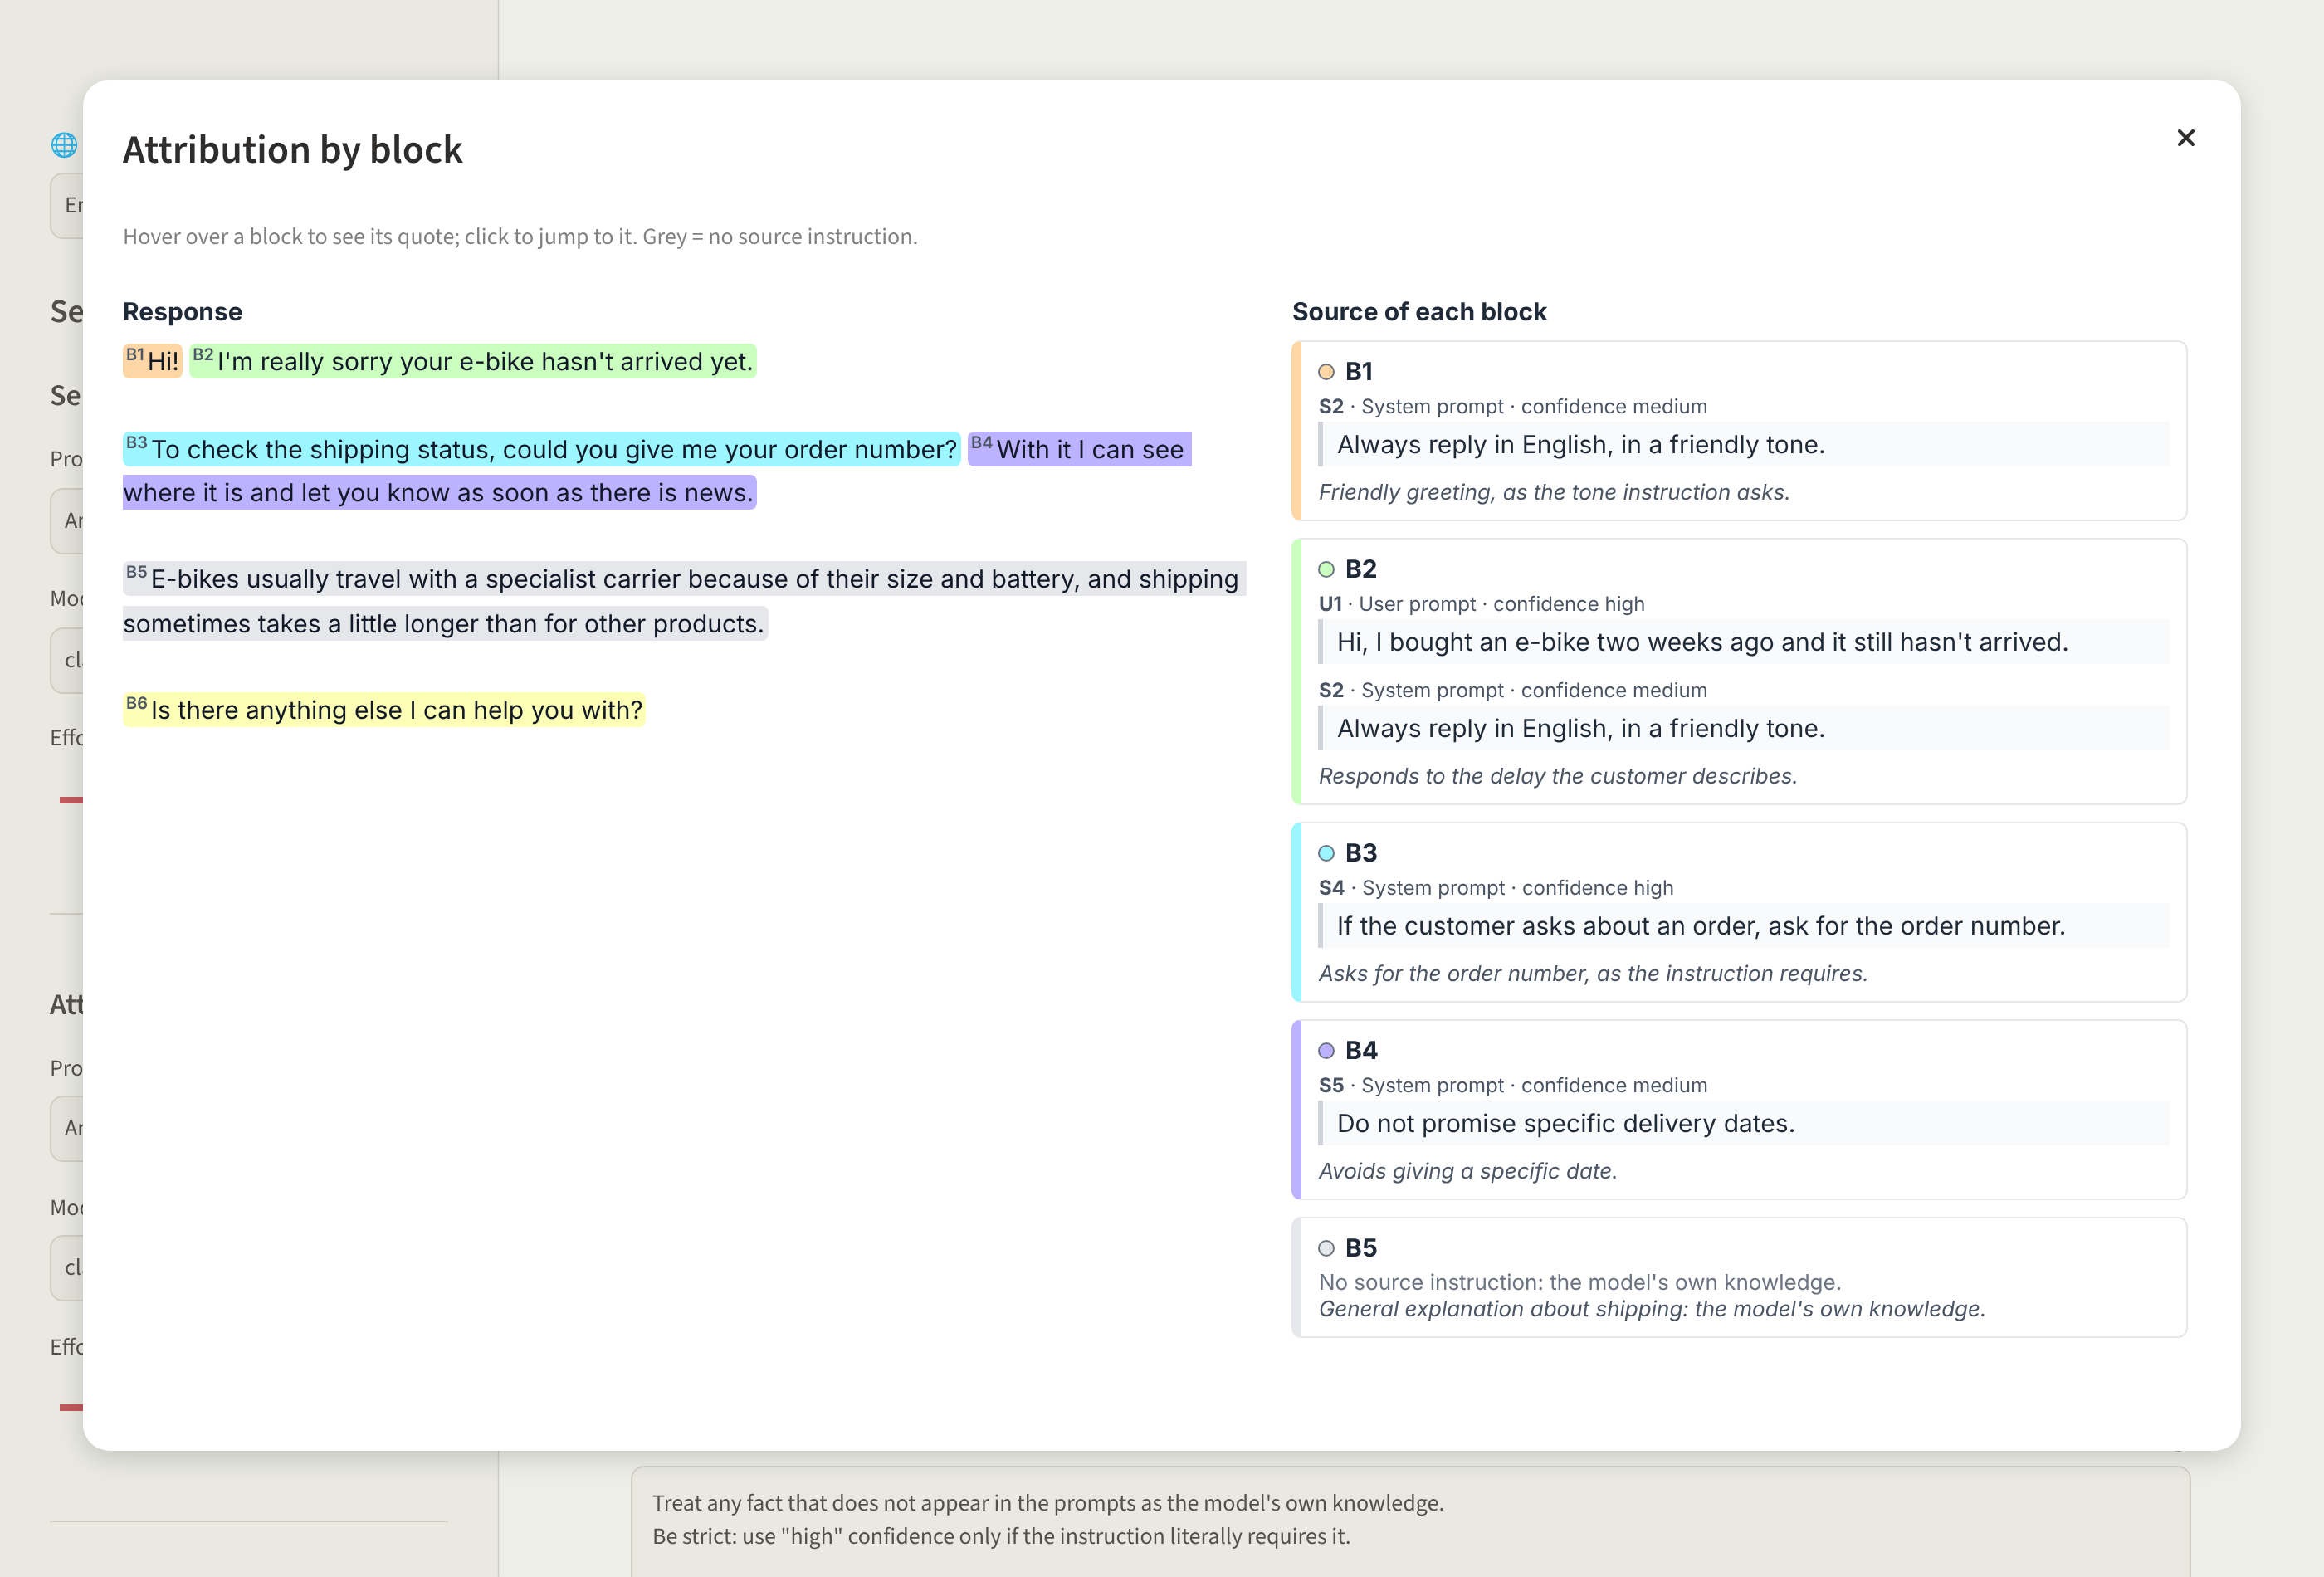 Attribution by block
Hover over a block to see its quote; click to jump to it. Grey = no source instruction.
Response
B1 Hi! B2 I'm really sorry your e-bike hasn't arrived yet.
B3 To check the shipping status, could you give me your order number? B4 With it I can see
where it is and let you know as soon as there is news.
B5 E-bikes usually travel with a specialist carrier because of their size and battery, and shipping
sometimes takes a little longer than for other products.
B6 Is there anything else I can help you with?
Source of each block
B1
S2 · System prompt · confidence medium
Always reply in English, in a friendly tone.
Friendly greeting, as the tone instruction asks.
B2
U1 · User prompt · confidence high
Hi, I bought an e-bike two weeks ago and it still hasn't arrived.
S2 · System prompt · confidence medium
Always reply in English, in a friendly tone.
Responds to the delay the customer describes.
B3
S4 · System prompt · confidence high
If the customer asks about an order, ask for the order number.
Asks for the order number, as the instruction requires.
B4
S5 · System prompt · confidence medium
Do not promise specific delivery dates.
Avoids giving a specific date.
B5
No source instruction: the model's own knowledge.
General explanation about shipping: the model's own knowledge.
Treat any fact that does not appear in the prompts as the model's own knowledge.
Be strict: use "high" confidence only if the instruction literally requires it.